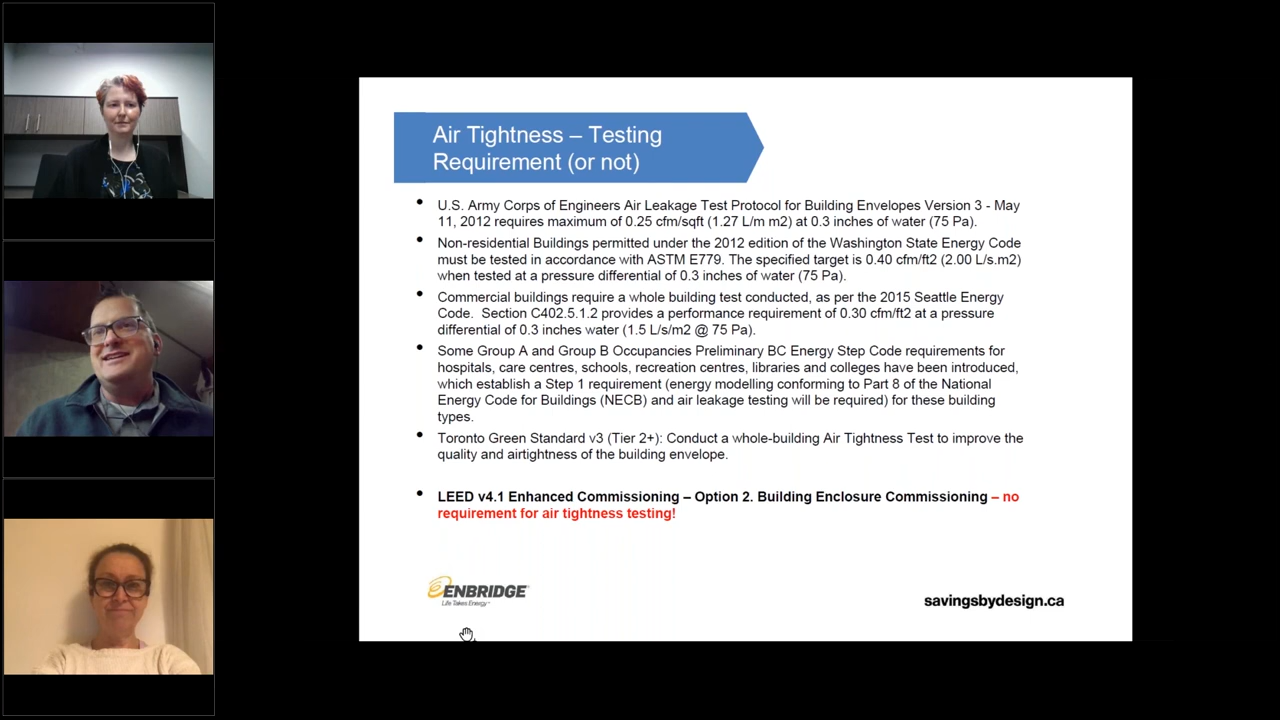 Air Tightness – Testing
Requirement (or not)
• U.S. Army Corps of Engineers Air Leakage Test Protocol for Building Envelopes Version 3 - May
11, 2012 requires maximum of 0.25 cfm/sqft (1.27 L/m m2) at 0.3 inches of water (75 Pa).
• Non-residential Buildings permitted under the 2012 edition of the Washington State Energy Code
must be tested in accordance with ASTM E779. The specified target is 0.40 cfm/ft2 (2.00 L/s.m2)
when tested at a pressure differential of 0.3 inches of water (75 Pa).
• Commercial buildings require a whole building test conducted, as per the 2015 Seattle Energy
Code. Section C402.5.1.2 provides a performance requirement of 0.30 cfm/ft2 at a pressure
differential of 0.3 inches water (1.5 L/s/m2 @ 75 Pa).
• Some Group A and Group B Occupancies Preliminary BC Energy Step Code requirements for
hospitals, care centres, schools, recreation centres, libraries and colleges have been introduced,
which establish a Step 1 requirement (energy modelling conforming to Part 8 of the National
Energy Code for Buildings (NECB) and air leakage testing will be required) for these building
types.
• Toronto Green Standard v3 (Tier 2+): Conduct a whole-building Air Tightness Test to improve the
quality and airtightness of the building envelope.
• LEED v4.1 Enhanced Commissioning – Option 2. Building Enclosure Commissioning – no
requirement for air tightness testing!
ENBRIDGE
Life Takes Energy
savingsbydesign.ca